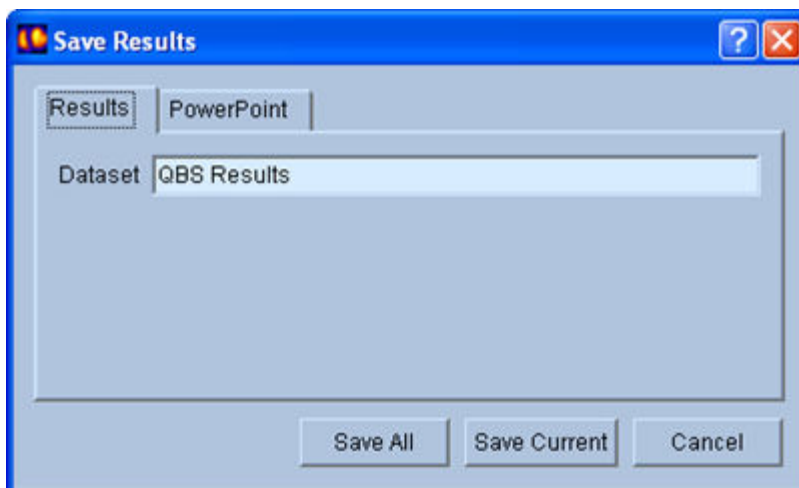 Save Results
Results PowerPoint
Dataset QBS Results
Save All Save Current Cancel